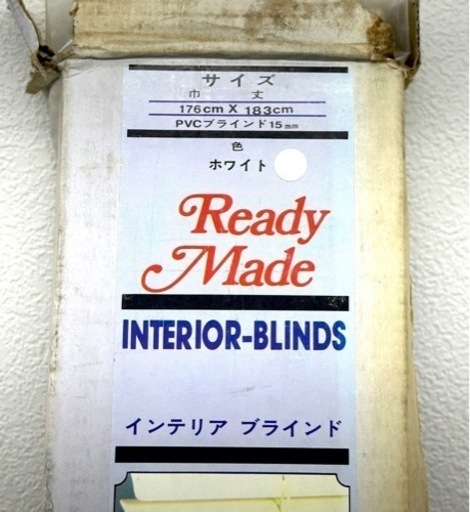 サイズ
巾 丈
176cm X 183cm
PVCブラインド15mm
色
ホワイト
Ready
Made
INTERIOR-BLINDS
インテリア ブラインド